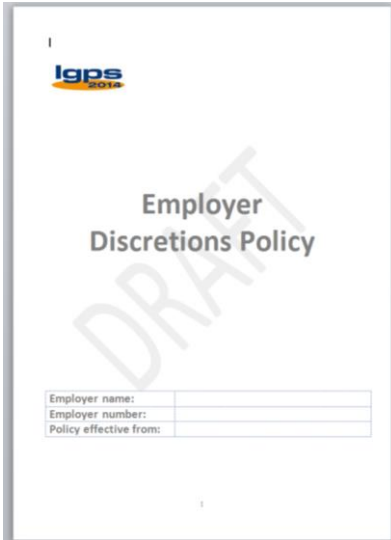 lgps
2014
Employer
Discretions Policy
DRAFT
Employer name:
Employer number:
Policy effective from: